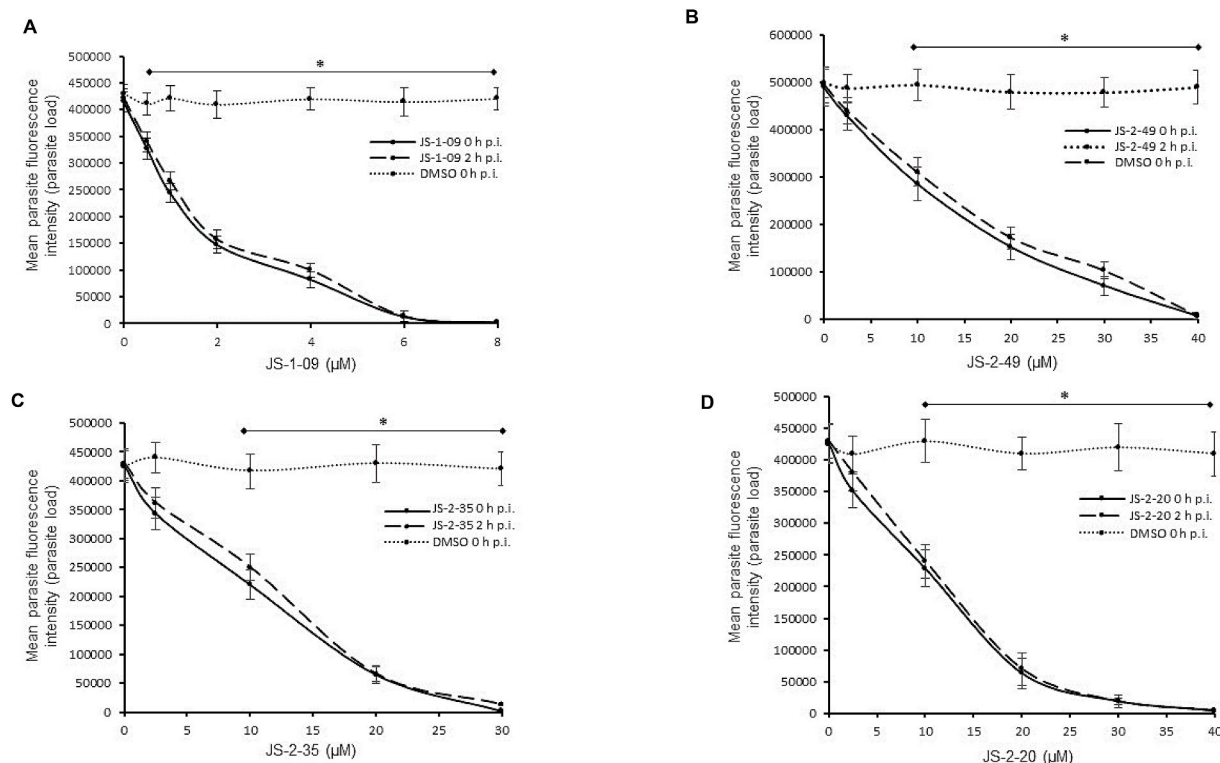 A
500000
450000
400000
350000
300000
250000
200000
150000
100000
50000
0
Mean parasite fluorescence
intensity (parasite load)
*
JS-1-09 0 h p.i.
JS-1-09 2 h p.i.
DMSO 0h p.i.
0 2 4 6 8
JS-1-09 (µM)
B
600000
500000
400000
300000
200000
100000
0
Mean parasite fluorescence
intensity (parasite load)
*
JS-2-49 0 h p.i.
JS-2-49 2 h p.i.
DMSO 0h p.i.
0 5 10 15 20 25 30 35 40
JS-2-49 (µM)
C
500000
450000
400000
350000
300000
250000
200000
150000
100000
50000
0
Mean parasite fluorescence
intensity (parasite load)
*
JS-2-35 0 h p.i.
JS-2-35 2 h p.i.
DMSO 0h p.i.
0 5 10 15 20 25 30
JS-2-35 (µM)
D
500000
450000
400000
350000
300000
250000
200000
150000
100000
50000
0
Mean parasite fluorescence
intensity (parasite load)
*
JS-2-20 0 h p.i.
JS-2-20 2 h p.i.
DMSO 0h p.i.
0 5 10 15 20 25 30 35 40
JS-2-20 (µM)